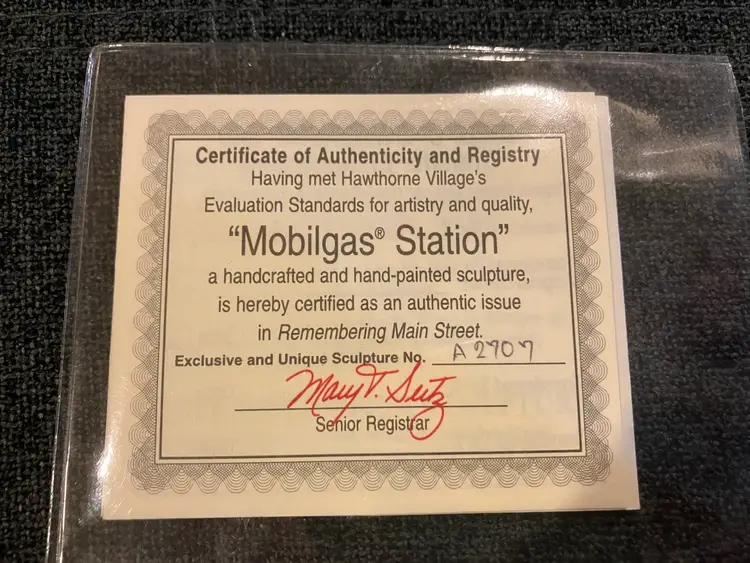 Certificate of Authenticity and Registry
Having met Hawthorne Village's
Evaluation Standards for artistry and quality,
"Mobilgas® Station"
a handcrafted and hand-painted sculpture,
is hereby certified as an authentic issue
in Remembering Main Street.
Exclusive and Unique Sculpture No. A2707
Mary T. Seitz
Senior Registrar